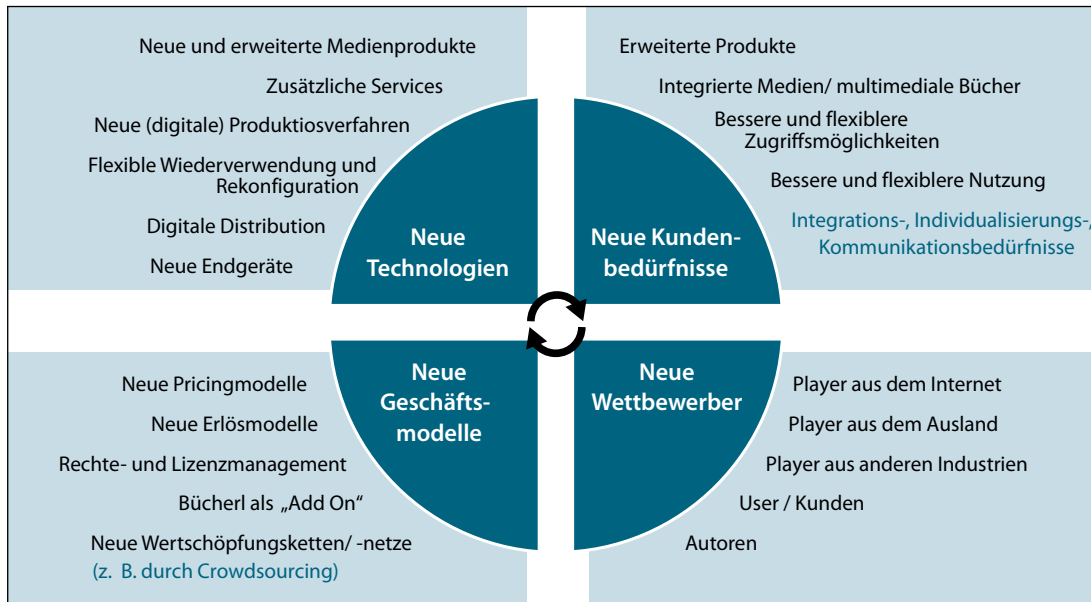 Neue und erweiterte Medienprodukte
Zusätzliche Services
Neue (digitale) Produktiosverfahren
Flexible Wiederverwendung und
Rekonfiguration
Digitale Distribution
Neue Endgeräte
Neue
Technologien
Erweiterte Produkte
Integrierte Medien/ multimediale Bücher
Bessere und flexiblere
Zugriffsmöglichkeiten
Bessere und flexiblere Nutzung
Integrations-, Individualisierungs-,
Kommunikationsbedürfnisse
Neue Kunden-
bedürfnisse
Neue
Geschäfts-
modelle
Neue Pricingmodelle
Neue Erlösmodelle
Rechte- und Lizenzmanagement
Bücherl als „Add On“
Neue Wertschöpfungsketten/ -netze
(z. B. durch Crowdsourcing)
Neue
Wettbewerber
Player aus dem Internet
Player aus dem Ausland
Player aus anderen Industrien
User / Kunden
Autoren